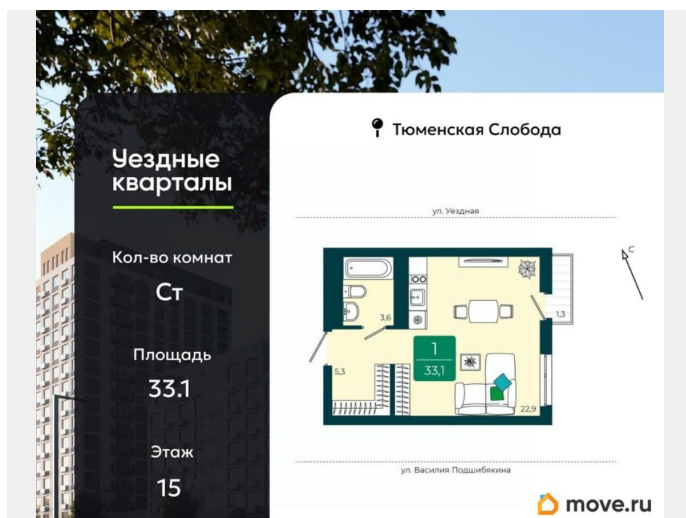 Тюменская Слобода
Уездные
кварталы
Кол-во комнат
Ст
Площадь
33.1
Этаж
15
ул. Уездная
С
3,6
1,3
1
33,1
5,3
22,9
ул. Василия Подшибякина
move.ru